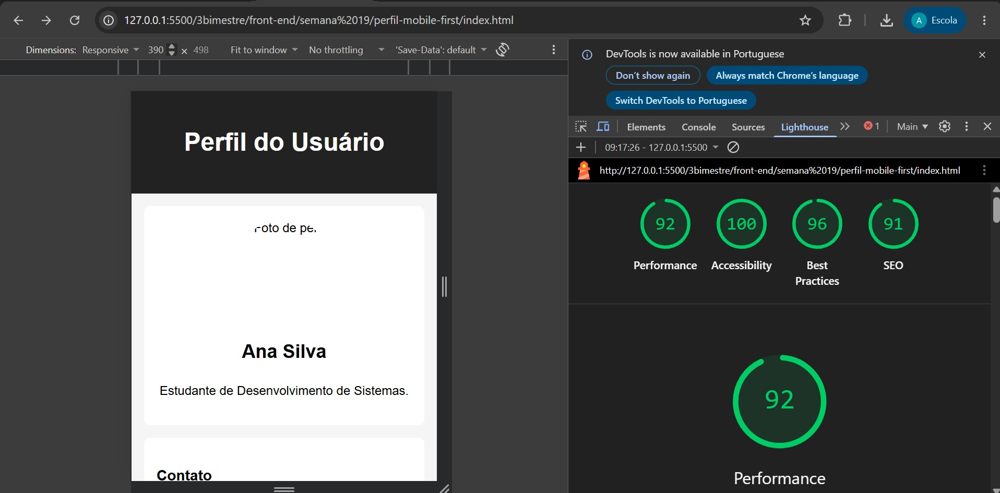 127.0.0.1:5500/3bimestre/front-end/semana%2019/perfil-mobile-first/index.html
A Escola
Dimensions: Responsive 390 × 498 Fit to window No throttling 'Save-Data': default
DevTools is now available in Portuguese
Don't show again Always match Chrome's language
Switch DevTools to Portuguese
Elements Console Sources Lighthouse 1 Main
09:17:26 - 127.0.0.1:5500
http://127.0.0.1:5500/3bimestre/front-end/semana%2019/perfil-mobile-first/index.html
Perfil do Usuário
Foto de per
Ana Silva
Estudante de Desenvolvimento de Sistemas.
Contato
92 100 96 91
Performance Accessibility Best Practices SEO
92
Performance